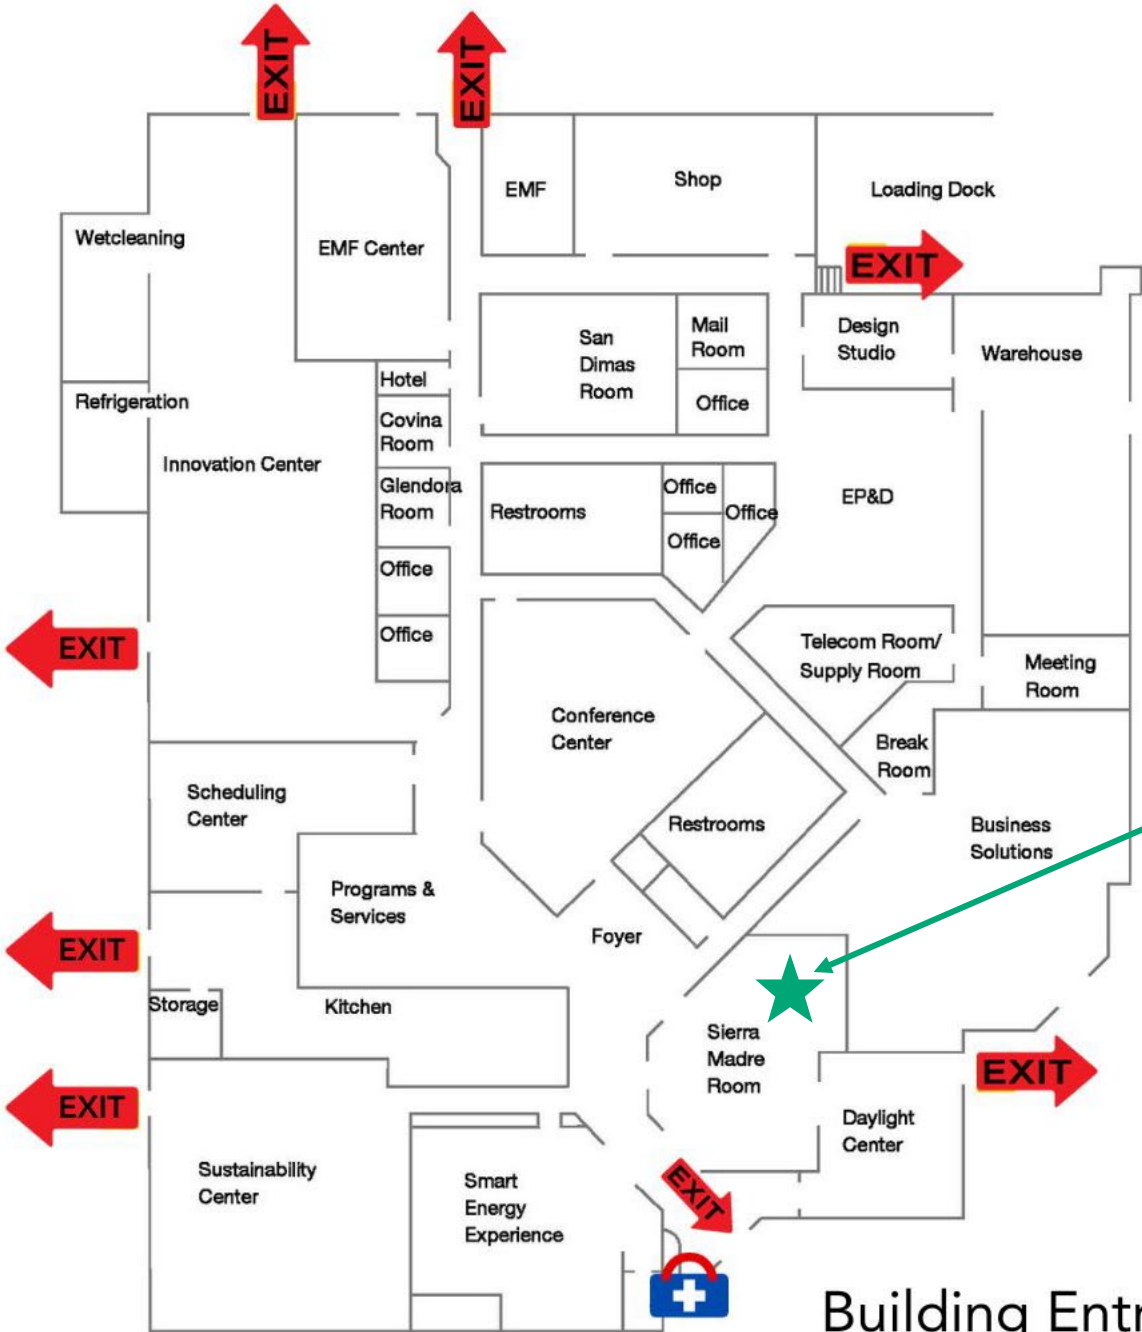 EXIT
EXIT
EMF
Shop
Loading Dock
Wetcleaning
EMF Center
EXIT
San
Dimas
Room
Mail
Room
Design
Studio
Warehouse
Hotel
Refrigeration
Office
Covina
Room
Innovation Center
Glendora
Room
Restrooms
Office
Office
Office
EP&D
Office
Office
EXIT
Telecom Room/
Supply Room
Meeting
Room
Conference
Center
Break
Room
Scheduling
Center
Restrooms
Business
Solutions
Programs &
Services
EXIT
Foyer
Storage
Kitchen
Sierra
Madre
Room
EXIT
EXIT
Daylight
Center
Sustainability
Center
Smart
Energy
Experience
EXIT
Building Entr